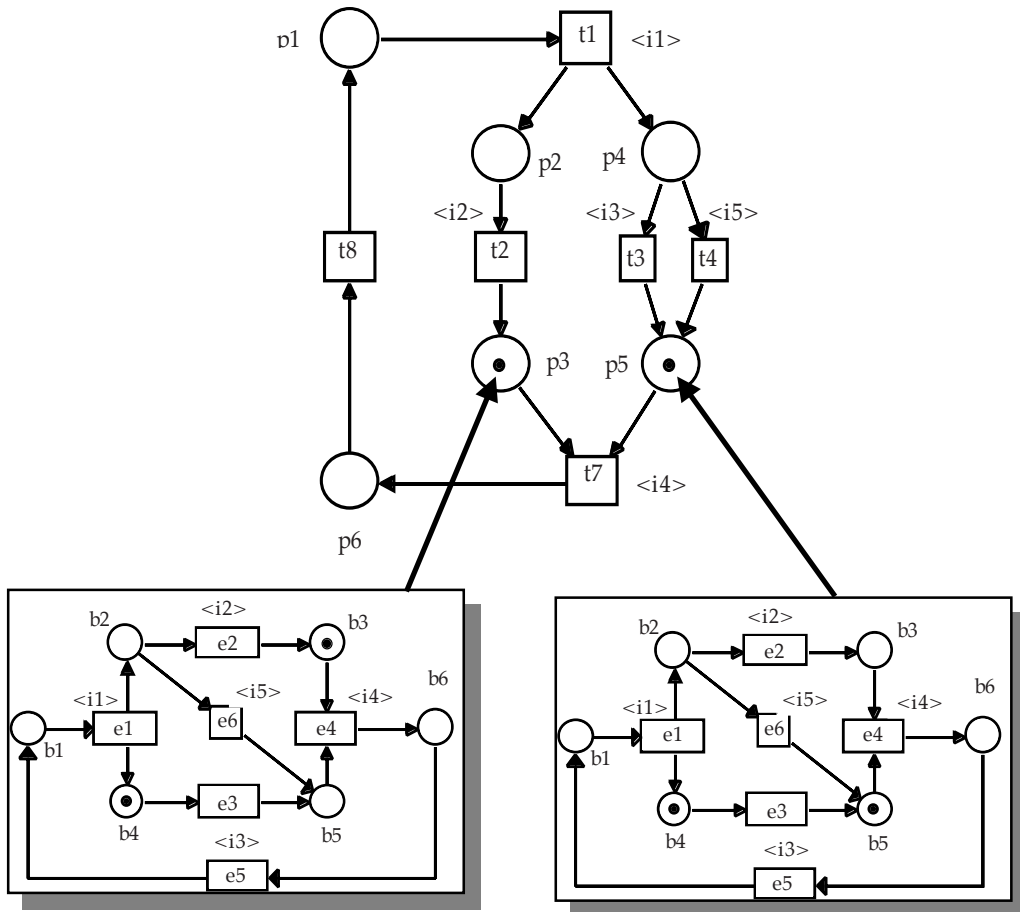 p1
t1
<i1>
p2
p4
<i2>
<i3>
<i5>
t8
t2
t3
t4
p3
p5
t7
<i4>
p6
<i2>
b2
b3
e2
<i1>
<i5>
<i4>
b6
e1
e6
e4
b1
e3
b4
b5
<i3>
e5
<i2>
b2
b3
e2
<i1>
<i5>
<i4>
b6
e1
e6
e4
b1
e3
b4
b5
<i3>
e5